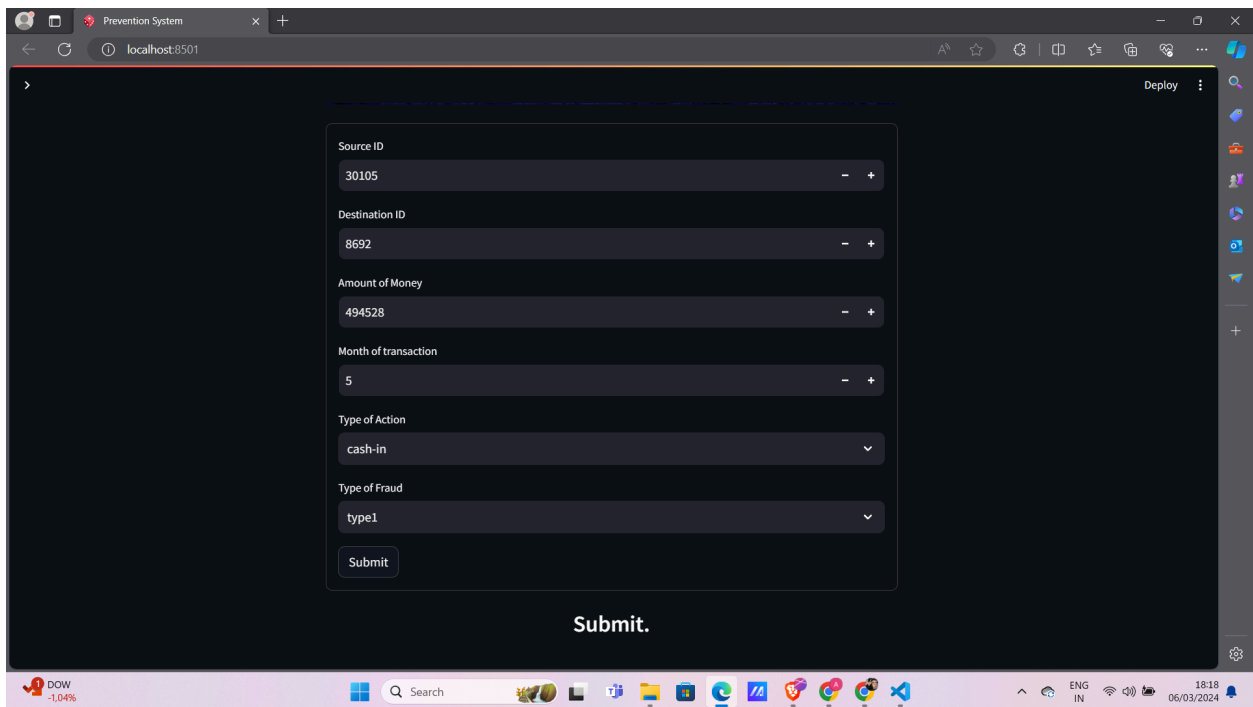 Prevention System
localhost:8501
Deploy
Source ID
30105
Destination ID
8692
Amount of Money
494528
Month of transaction
5
Type of Action
cash-in
Type of Fraud
type1
Submit
Submit.
1
DOW
-1,04%
Search
ENG
IN
18:18
06/03/2024